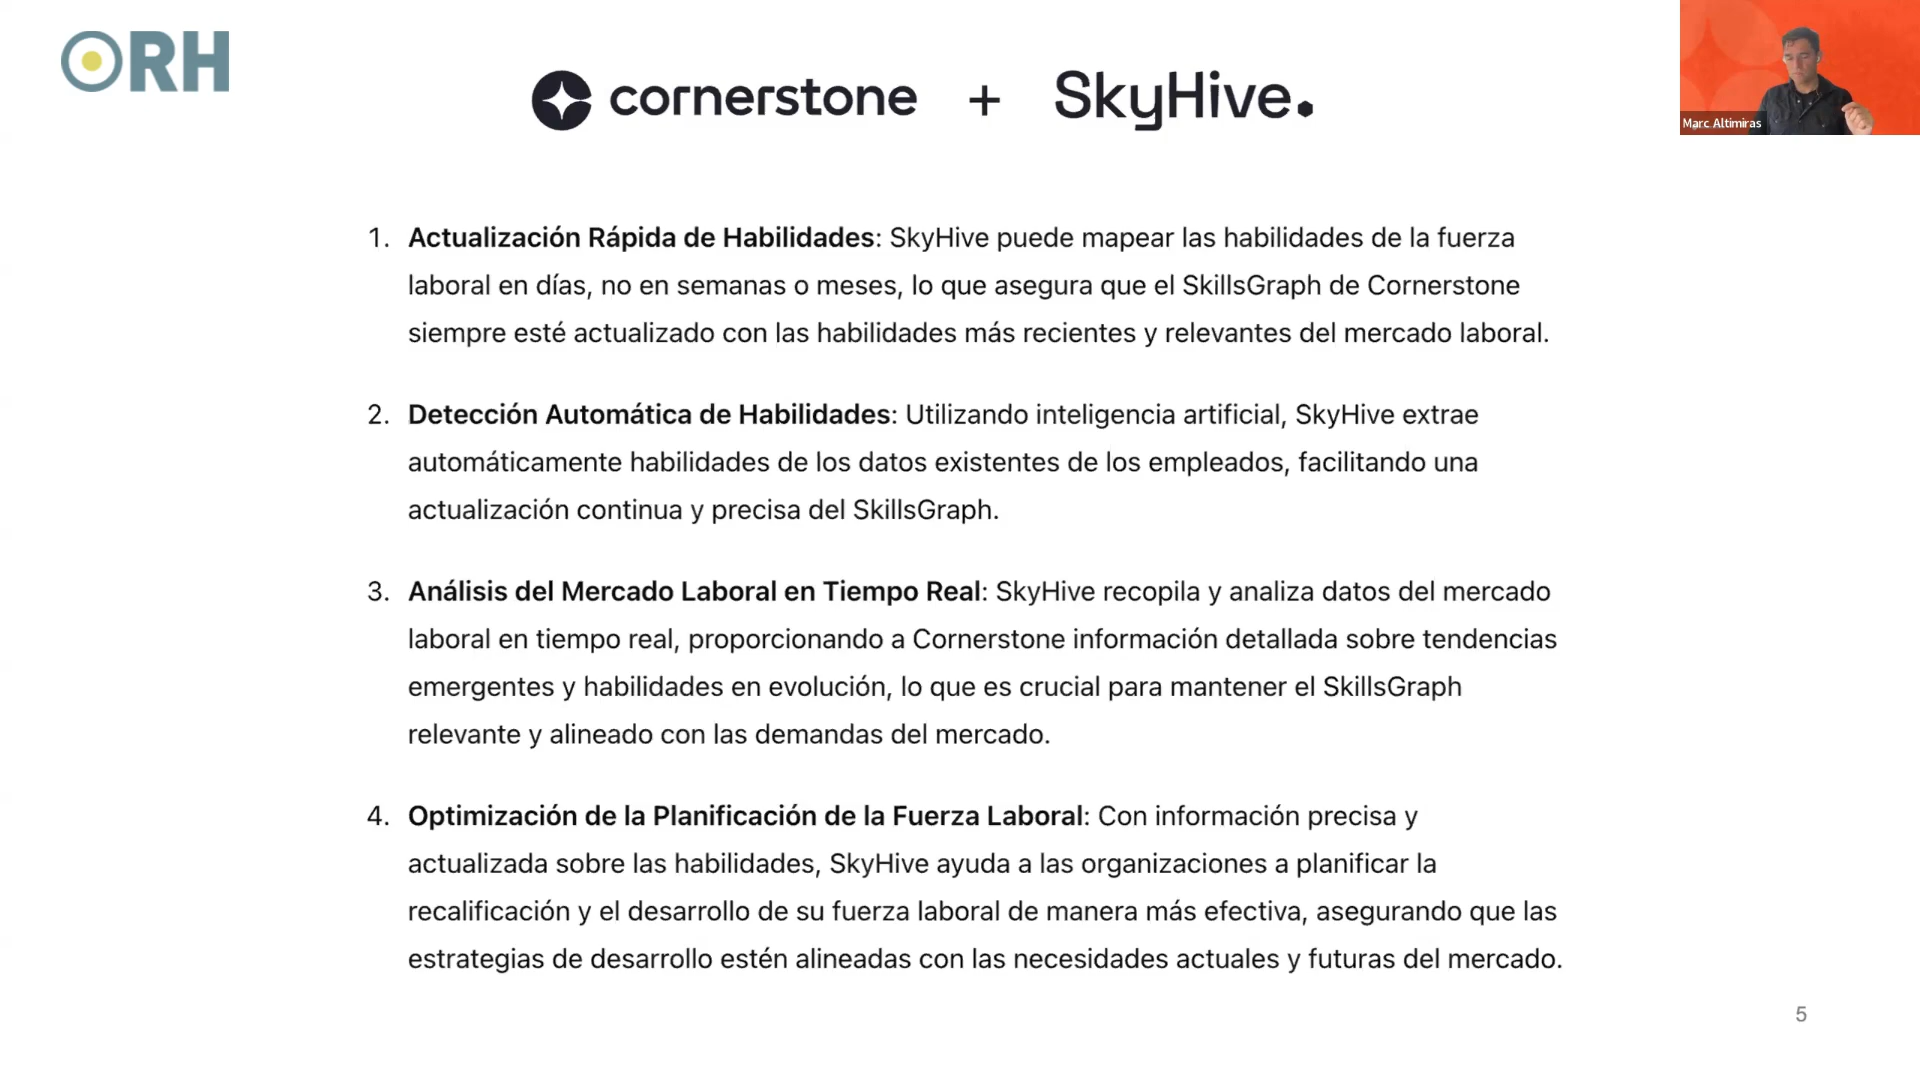 ORH
cornerstone + SkyHive.
Marc Altimiras
1. Actualización Rápida de Habilidades: SkyHive puede mapear las habilidades de la fuerza
laboral en días, no en semanas o meses, lo que asegura que el SkillsGraph de Cornerstone
siempre esté actualizado con las habilidades más recientes y relevantes del mercado laboral.
2. Detección Automática de Habilidades: Utilizando inteligencia artificial, SkyHive extrae
automáticamente habilidades de los datos existentes de los empleados, facilitando una
actualización continua y precisa del SkillsGraph.
3. Análisis del Mercado Laboral en Tiempo Real: SkyHive recopila y analiza datos del mercado
laboral en tiempo real, proporcionando a Cornerstone información detallada sobre tendencias
emergentes y habilidades en evolución, lo que es crucial para mantener el SkillsGraph
relevante y alineado con las demandas del mercado.
4. Optimización de la Planificación de la Fuerza Laboral: Con información precisa y
actualizada sobre las habilidades, SkyHive ayuda a las organizaciones a planificar la
recalificación y el desarrollo de su fuerza laboral de manera más efectiva, asegurando que las
estrategias de desarrollo estén alineadas con las necesidades actuales y futuras del mercado.
5